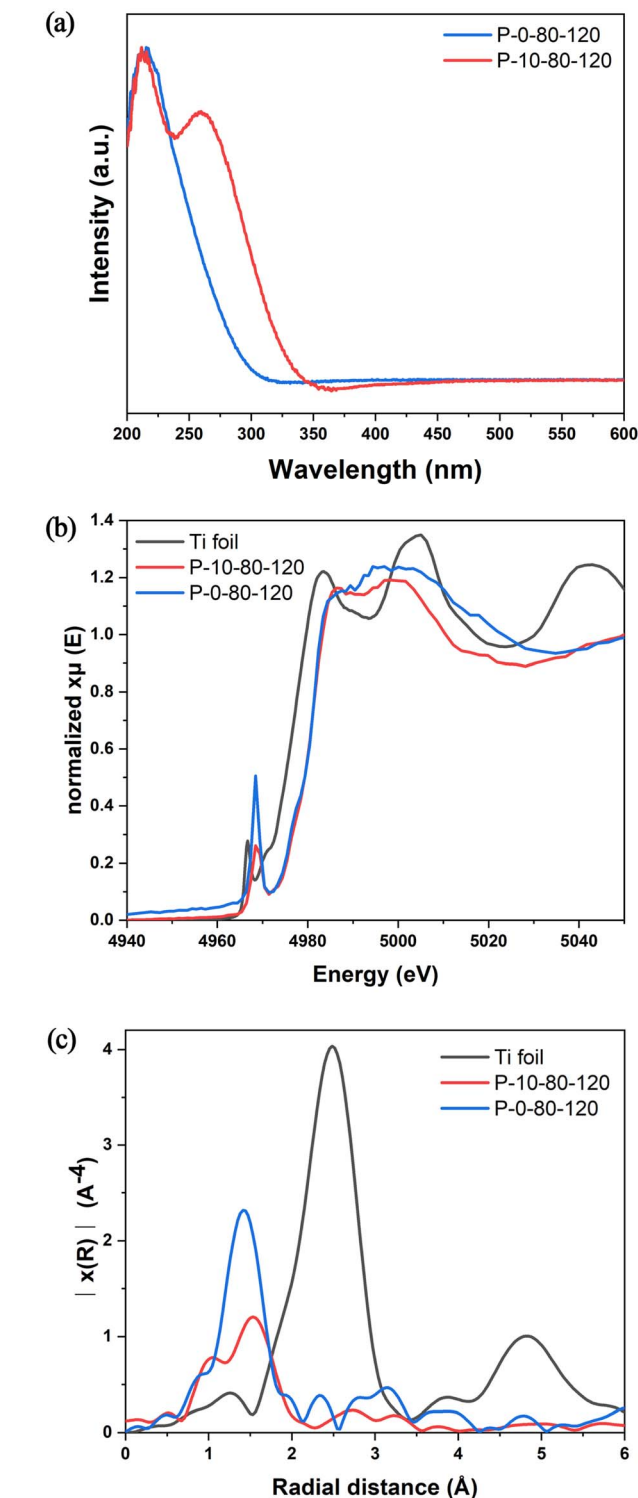 (a)
P-0-80-120
P-10-80-120
Intensity (a.u.)
200 250 300 350 400 450 500 550 600
Wavelength (nm)
(b)
1.4
1.2
1.0
0.8
0.6
0.4
0.2
0.0
Ti foil
P-10-80-120
P-0-80-120
normalized xμ (E)
4940 4960 4980 5000 5020 5040
Energy (eV)
(c)
4
3
2
1
0
Ti foil
P-10-80-120
P-0-80-120
| x(R) | (A⁻⁴)
0 1 2 3 4 5 6
Radial distance (Å)